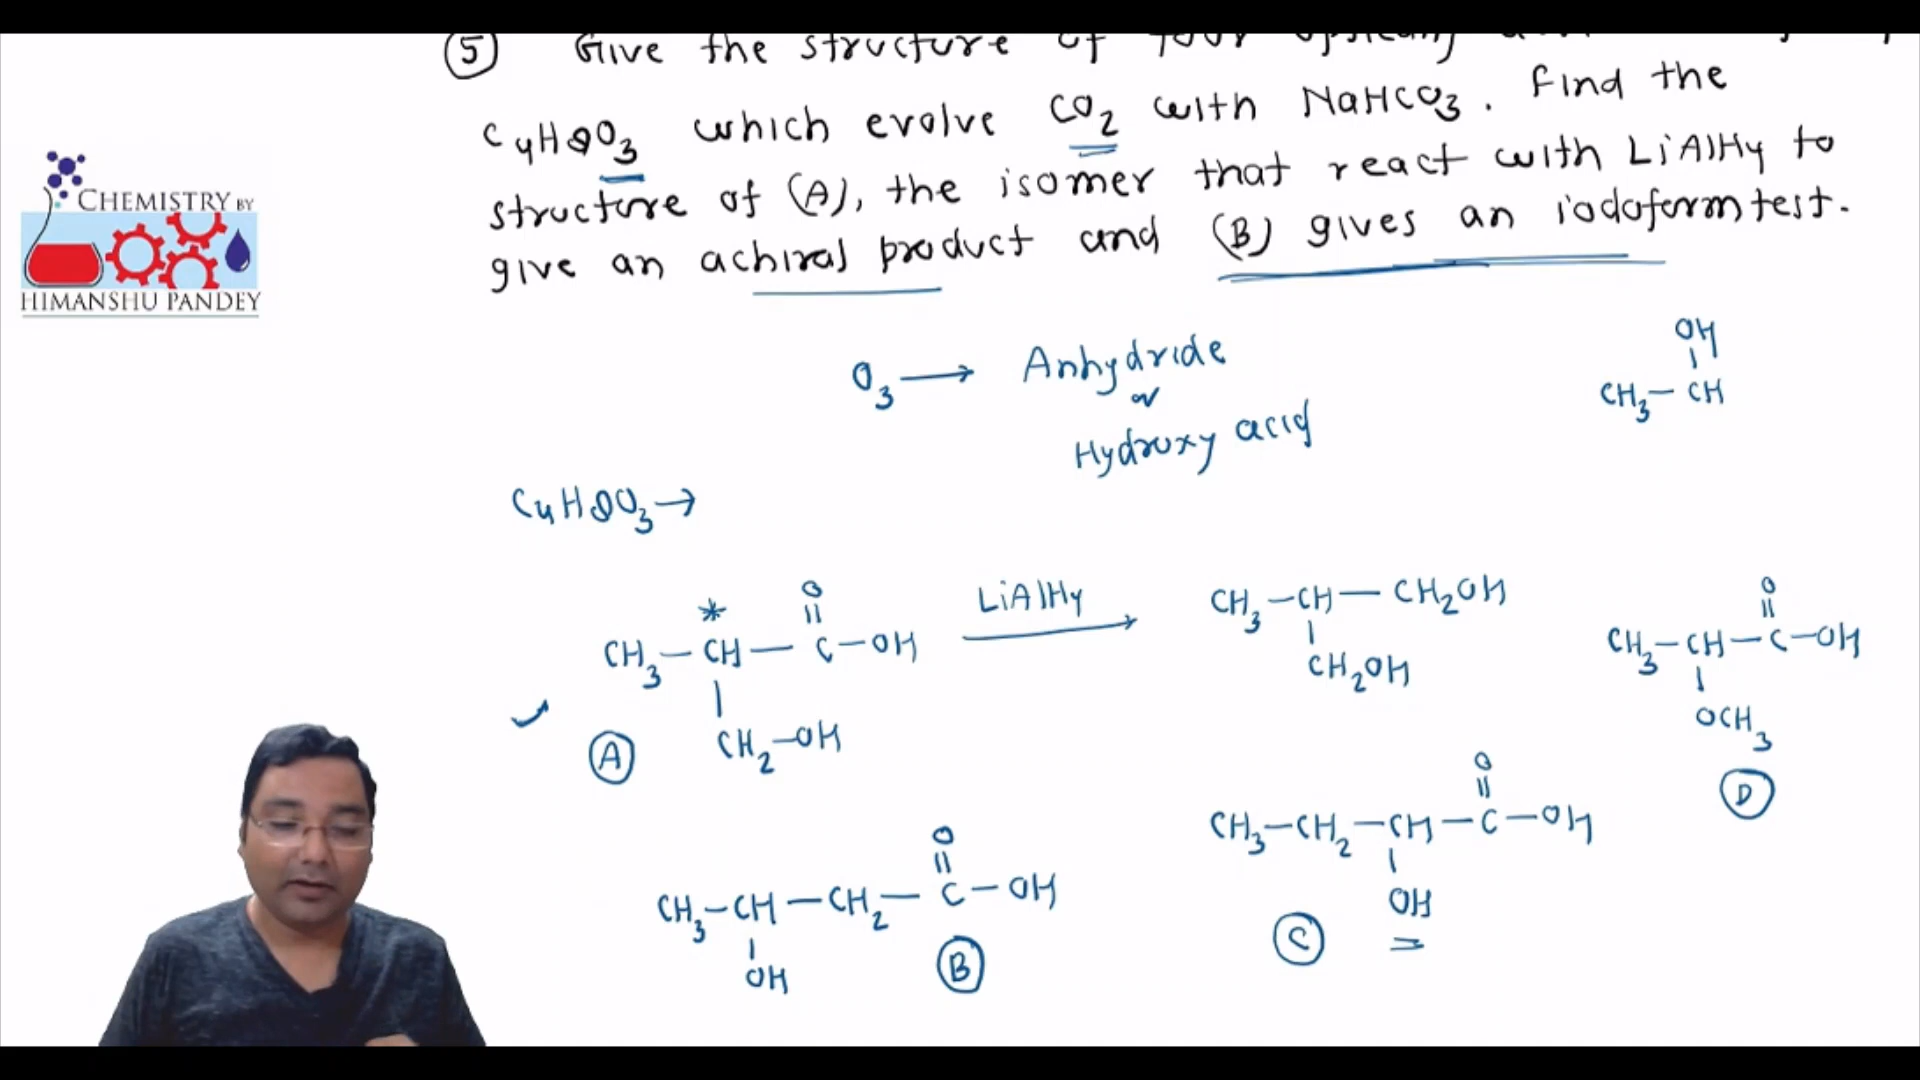 ⑤ Give the structure of four
C4H8O3 which evolve CO2 with NaHCO3. Find the
structure of (A), the isomer that react with LiAlH4 to
give an achiral product and (B) gives an iodoform test.
CHEMISTRY BY
HIMANSHU PANDEY
O3 → Anhydride
or
Hydroxy acid
OH
CH3-CH
C4H8O3 →
* O
CH3-CH-C-OH
CH2-OH
A
LiAlH4
CH3-CH-CH2OH
CH2OH
O
CH3-CH-C-OH
OCH3
D
O
CH3-CH-CH2-C-OH
OH
B
O
CH3-CH2-CH-C-OH
OH
C